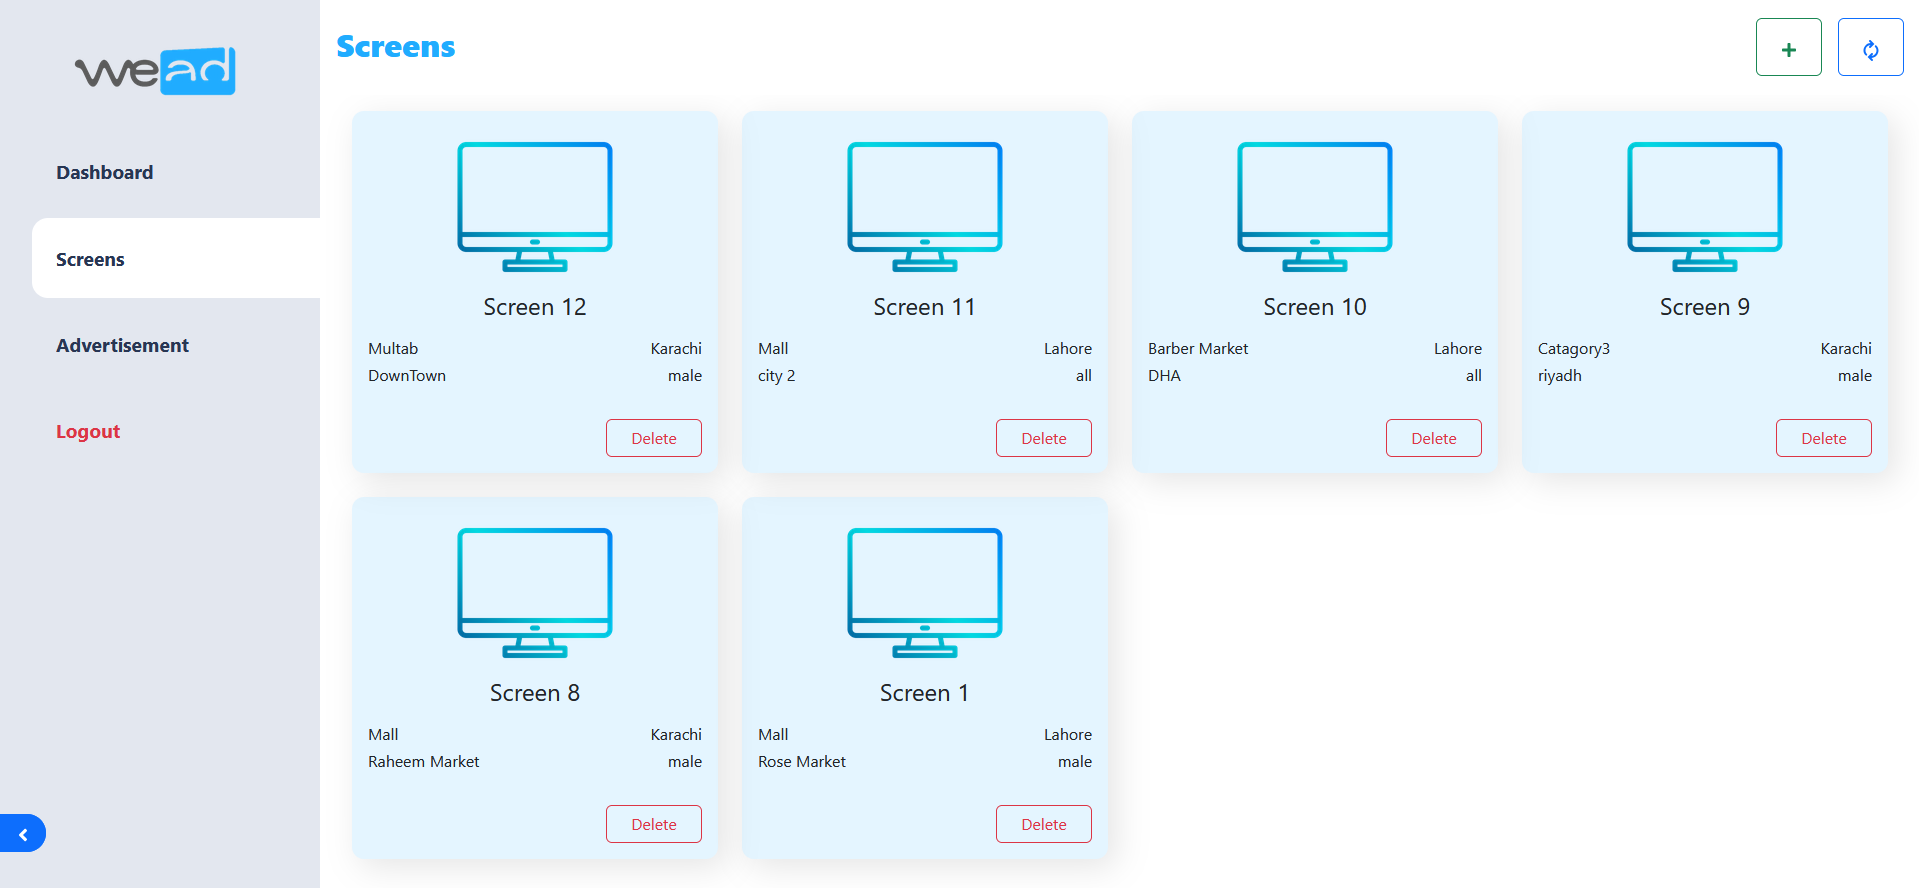 wead
Dashboard
Screens
Advertisement
Logout
Screens
Screen 12
Multab Karachi
DownTown male
Delete
Screen 11
Mall Lahore
city 2 all
Delete
Screen 10
Barber Market Lahore
DHA all
Delete
Screen 9
Catagory3 Karachi
riyadh male
Delete
Screen 8
Mall Karachi
Raheem Market male
Delete
Screen 1
Mall Lahore
Rose Market male
Delete